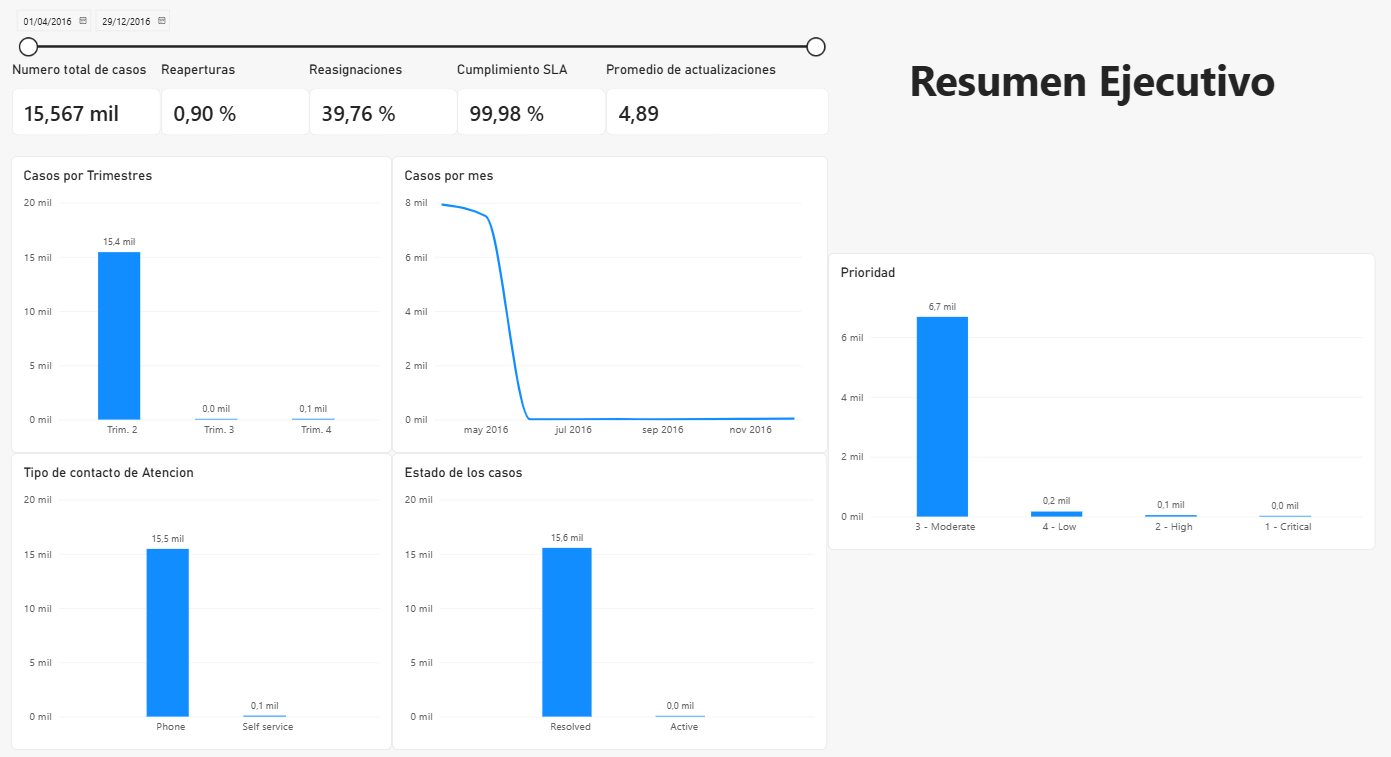 01/04/2016 29/12/2016
Resumen Ejecutivo
Numero total de casos Reaperturas Reasignaciones Cumplimiento SLA Promedio de actualizaciones
15,567 mil 0,90 % 39,76 % 99,98 % 4,89
Casos por Trimestres
20 mil
15 mil
10 mil
5 mil
0 mil
15,4 mil
0,0 mil
0,1 mil
Trim. 2 Trim. 3 Trim. 4
Casos por mes
8 mil
6 mil
4 mil
2 mil
0 mil
may 2016 jul 2016 sep 2016 nov 2016
Prioridad
6 mil
4 mil
2 mil
0 mil
6,7 mil
0,2 mil
0,1 mil
0,0 mil
3 - Moderate 4 - Low 2 - High 1 - Critical
Tipo de contacto de Atencion
20 mil
15 mil
10 mil
5 mil
0 mil
15,5 mil
0,1 mil
Phone Self service
Estado de los casos
20 mil
15 mil
10 mil
5 mil
0 mil
15,6 mil
0,0 mil
Resolved Active